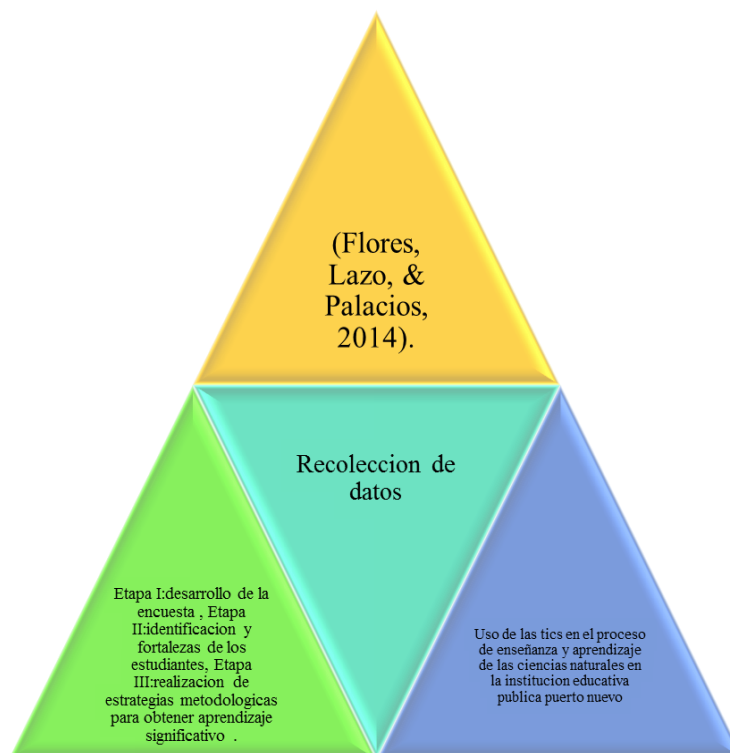 (Flores,
Lazo, &
Palacios,
2014).
Recoleccion de
datos
Etapa I:desarrollo de la
encuesta , Etapa
II:identificacion y
fortalezas de los
estudiantes, Etapa
III:realizacion de
estrategias metodologicas
para obtener aprendizaje
significativo .
Uso de las tics en el proceso
de enseñanza y aprendizaje
de las ciencias naturales en
la institucion educativa
publica puerto nuevo